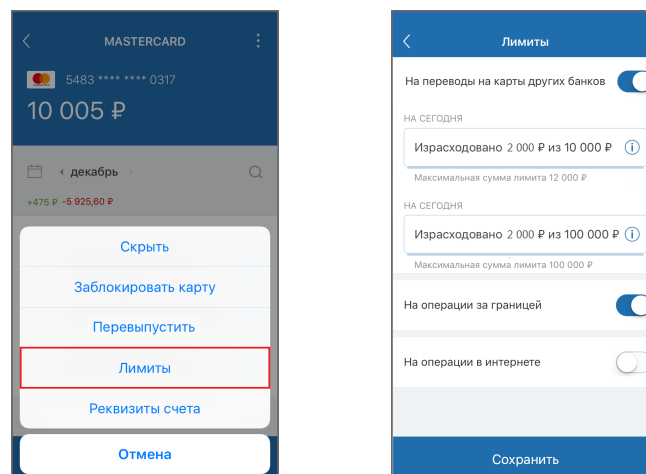 MASTERCARD
5483 **** **** 0317
10 005 ₽
декабрь
+475 ₽ -5 925,60 ₽
Скрыть
Заблокировать карту
Перевыпустить
Лимиты
Реквизиты счета
Отмена
Лимиты
На переводы на карты других банков
НА СЕГОДНЯ
Израсходовано 2 000 ₽ из 10 000 ₽
Максимальная сумма лимита 12 000 ₽
НА СЕГОДНЯ
Израсходовано 2 000 ₽ из 100 000 ₽
Максимальная сумма лимита 100 000 ₽
На операции за границей
На операции в интернете
Сохранить